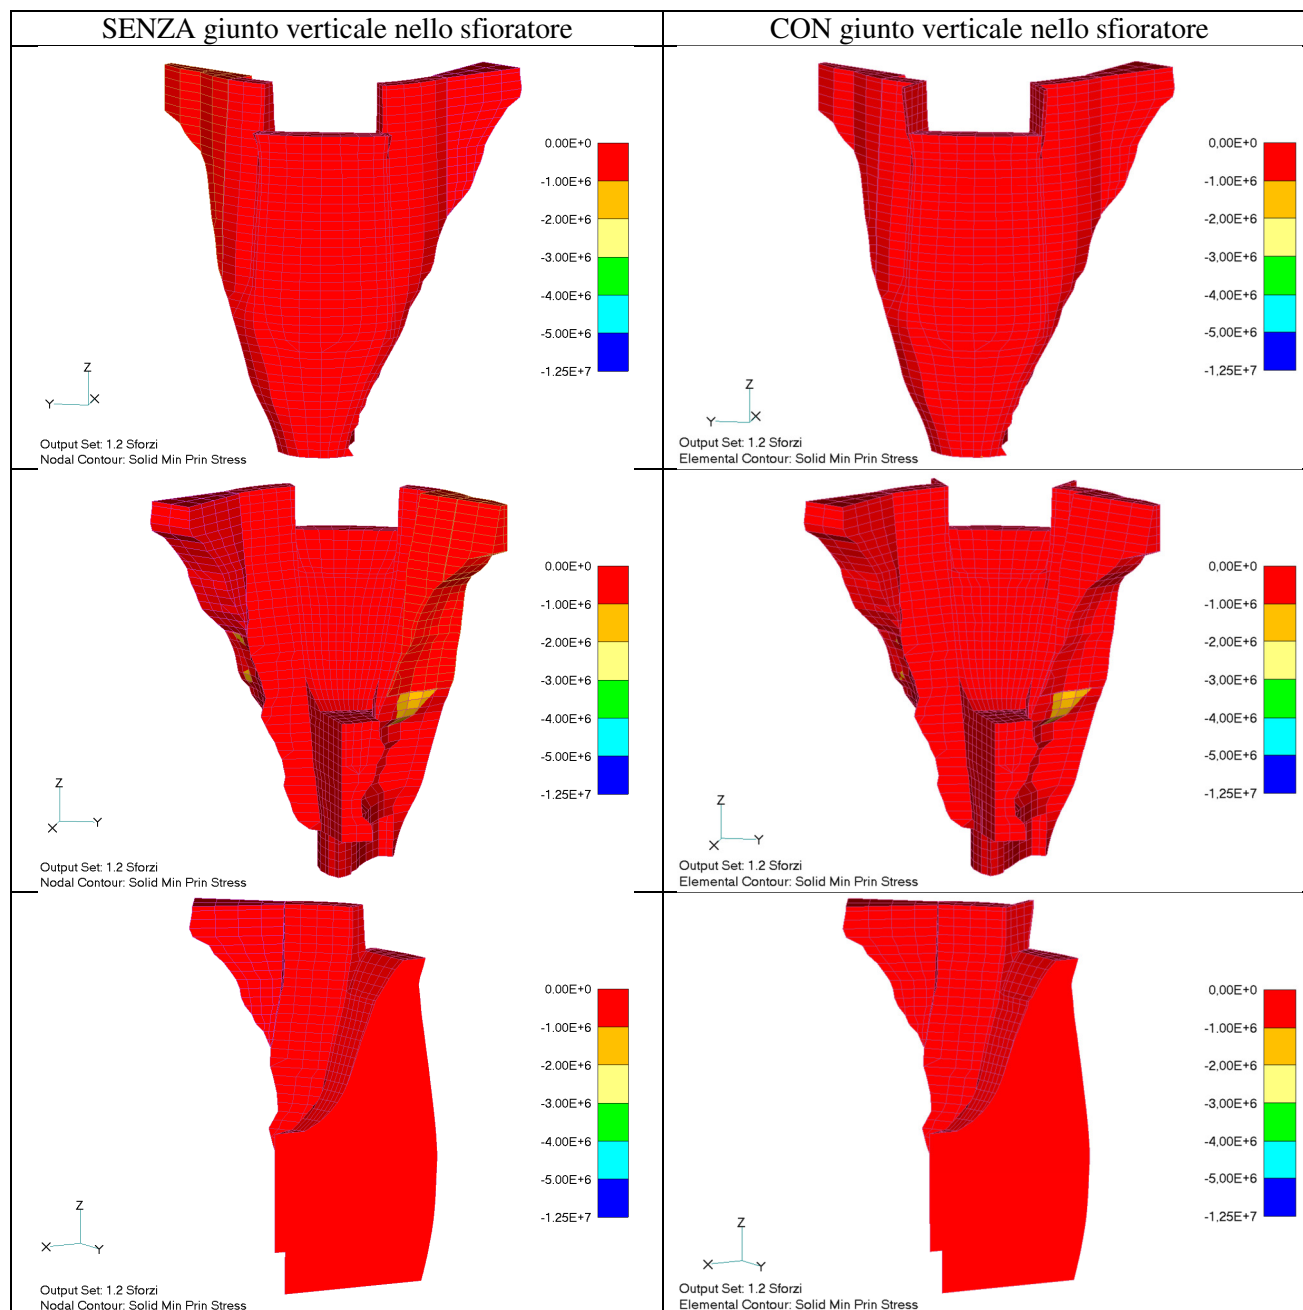 SENZA giunto verticale nello sfioratore
CON giunto verticale nello sfioratore
0.00E+0
-1.00E+6
-2.00E+6
-3.00E+6
-4.00E+6
-5.00E+6
-1.25E+7
Z
Y
X
Output Set: 1.2 Sforzi
Nodal Contour: Solid Min Prin Stress
0,00E+0
-1,00E+6
-2,00E+6
-3,00E+6
-4,00E+6
-5,00E+6
-1,25E+7
Z
Y
X
Output Set: 1.2 Sforzi
Elemental Contour: Solid Min Prin Stress
0.00E+0
-1.00E+6
-2.00E+6
-3.00E+6
-4.00E+6
-5.00E+6
-1.25E+7
Z
X
Y
Output Set: 1.2 Sforzi
Nodal Contour: Solid Min Prin Stress
0,00E+0
-1,00E+6
-2,00E+6
-3,00E+6
-4,00E+6
-5,00E+6
-1,25E+7
Z
X
Y
Output Set: 1.2 Sforzi
Elemental Contour: Solid Min Prin Stress
0.00E+0
-1.00E+6
-2.00E+6
-3.00E+6
-4.00E+6
-5.00E+6
-1.25E+7
Z
X
Y
Output Set: 1.2 Sforzi
Nodal Contour: Solid Min Prin Stress
0,00E+0
-1,00E+6
-2,00E+6
-3,00E+6
-4,00E+6
-5,00E+6
-1,25E+7
Z
X
Y
Output Set: 1.2 Sforzi
Elemental Contour: Solid Min Prin Stress